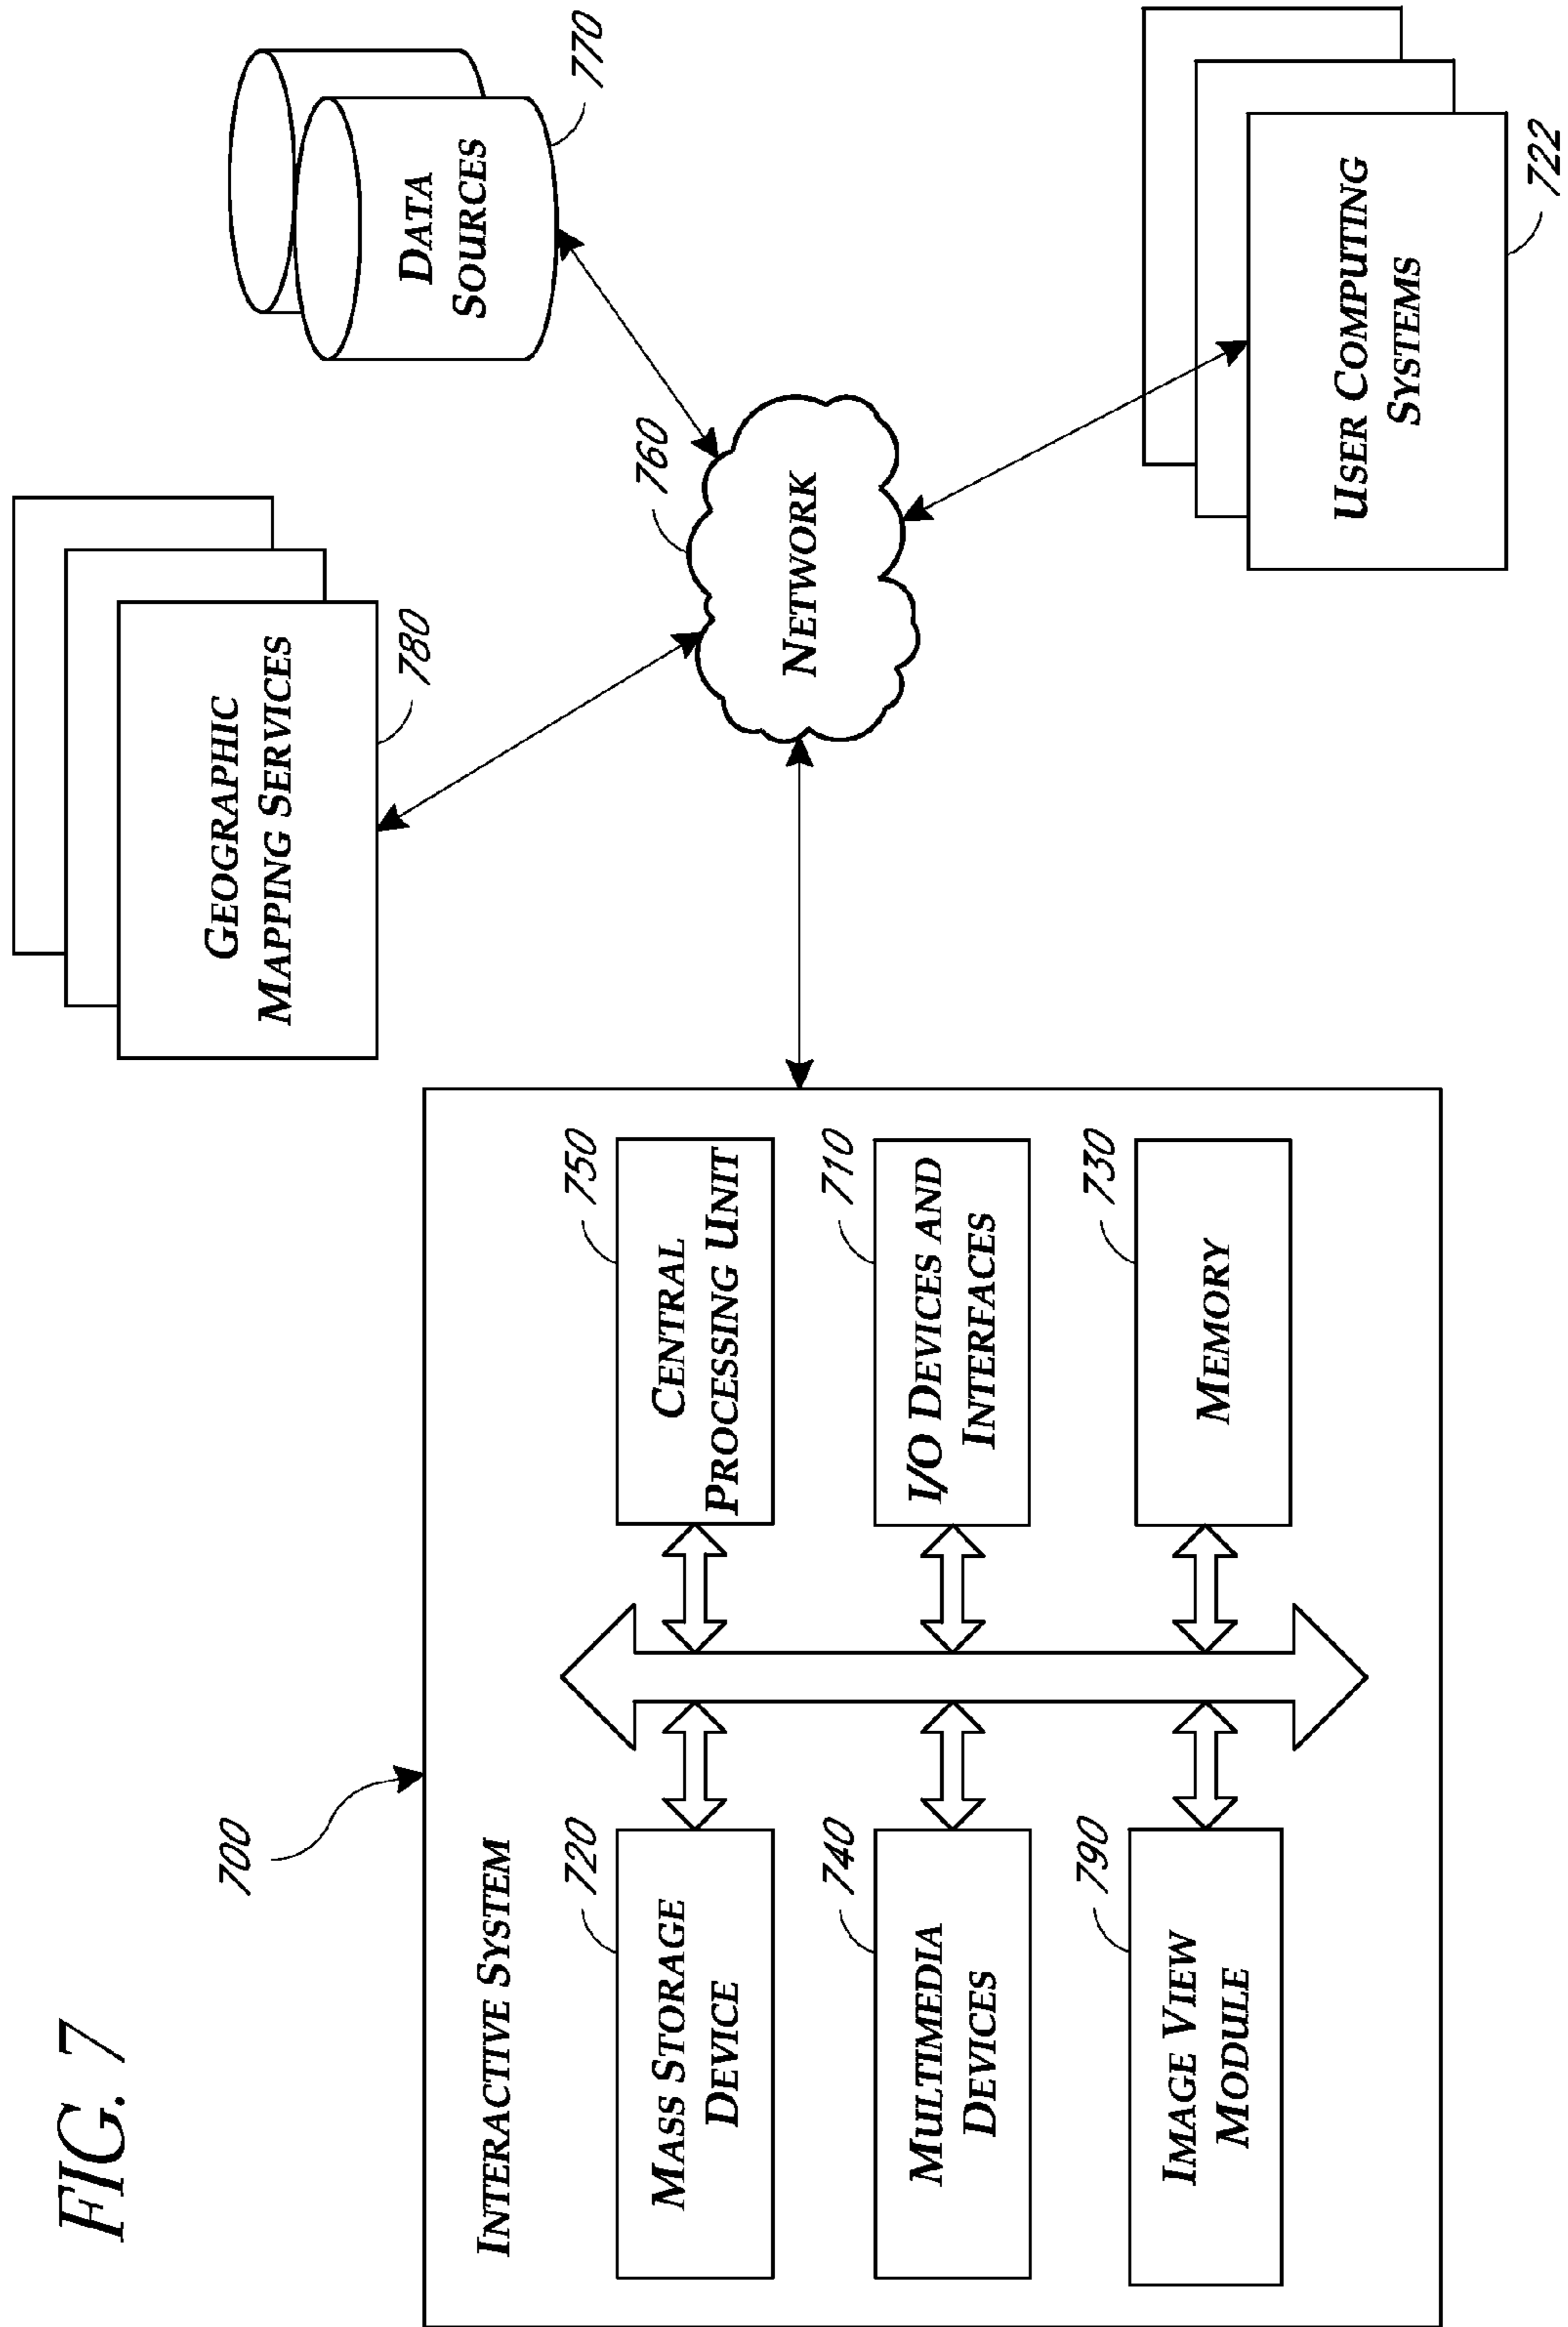 FIG. 7
700
INTERACTIVE SYSTEM
720
MASS STORAGE
DEVICE
740
MULTIMEDIA
DEVICES
790
IMAGE VIEW
MODULE
750
CENTRAL
PROCESSING UNIT
710
I/O DEVICES AND
INTERFACES
730
MEMORY
GEOGRAPHIC
MAPPING SERVICES
780
760
NETWORK
DATA
SOURCES
770
USER COMPUTING
SYSTEMS
722